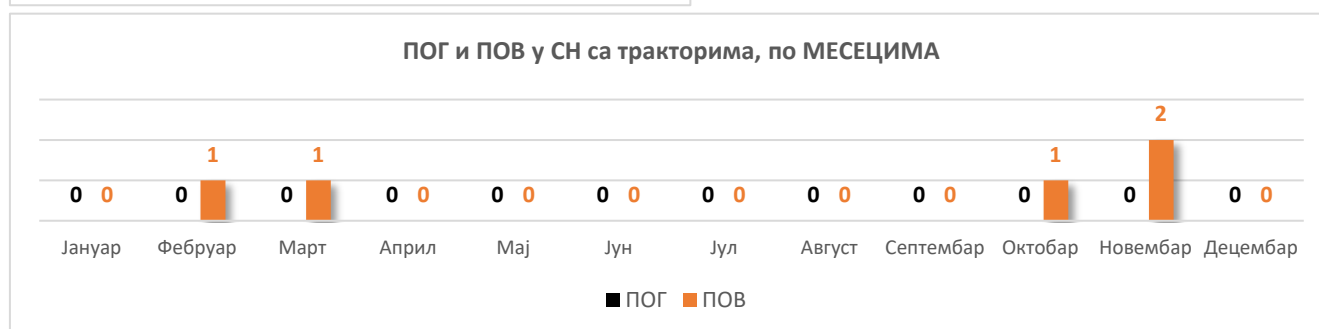 ПОГ и ПОВ у СН са тракторима, по МЕСЕЦИМА
2
1 1 1
0 0 0 0 0 0 0 0 0 0 0 0 0 0 0 0 0 0 0 0
Јануар Фебруар Март Април Мај Јун Јул Август Септембар Октобар Новембар Децембар
ПОГ ПОВ